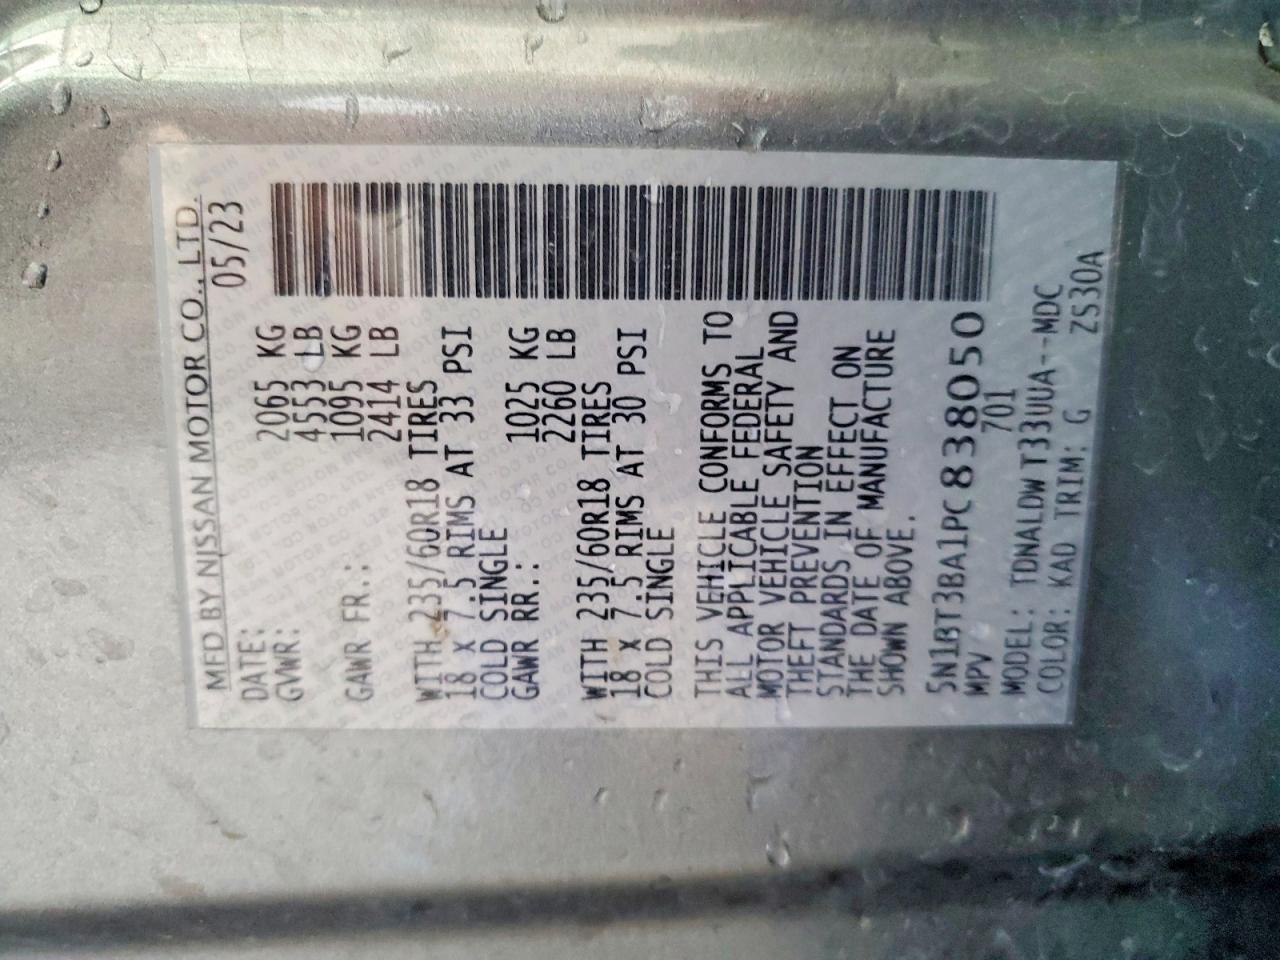 MFD BY NISSAN MOTOR CO., LTD.
DATE: 05/23
GVWR: 2065 KG
4553 LB
GAWR FR.: 1095 KG
2414 LB
WITH 235/60R18 TIRES
18 x 7.5 RIMS AT 33 PSI
COLD SINGLE
GAWR RR.: 1025 KG
2260 LB
WITH 235/60R18 TIRES
18 x 7.5 RIMS AT 30 PSI
COLD SINGLE
THIS VEHICLE CONFORMS TO
ALL APPLICABLE FEDERAL
MOTOR VEHICLE SAFETY AND
THEFT PREVENTION
STANDARDS IN EFFECT ON
THE DATE OF MANUFACTURE
SHOWN ABOVE.
5N1BT3BA1PC838050
MPV 701
MODEL: TDNALDWT33UUA--MDC
COLOR: KAD TRIM: G ZS30A